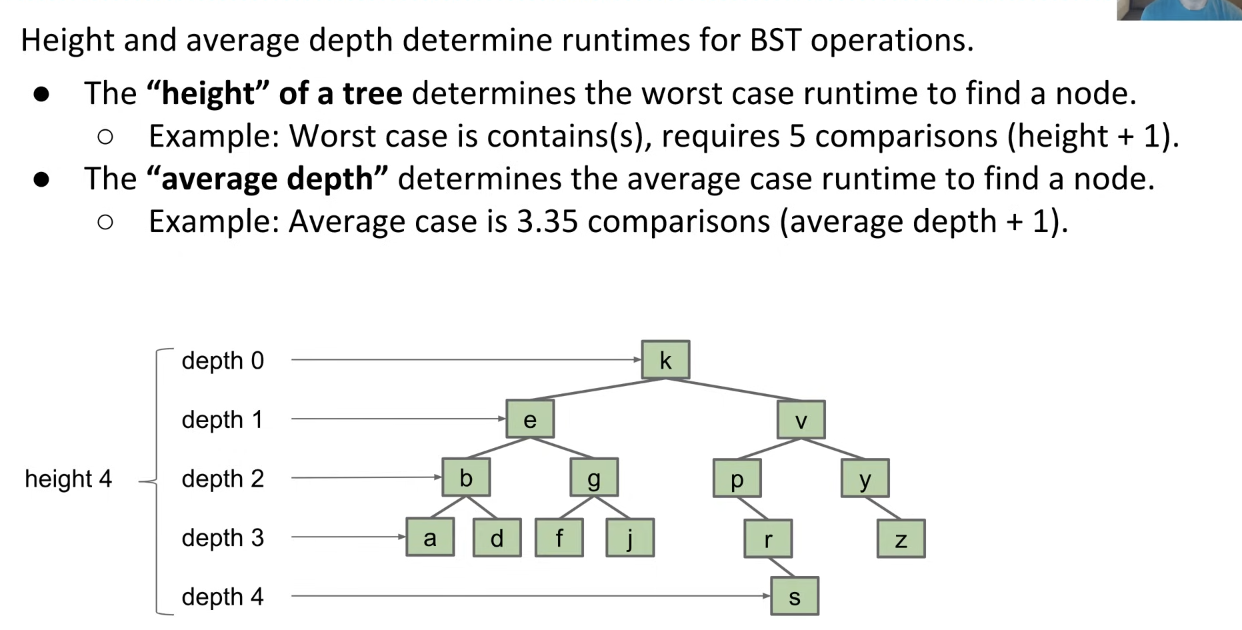 Height and average depth determine runtimes for BST operations.
● The “height” of a tree determines the worst case runtime to find a node.
○ Example: Worst case is contains(s), requires 5 comparisons (height + 1).
● The “average depth” determines the average case runtime to find a node.
○ Example: Average case is 3.35 comparisons (average depth + 1).
depth 0 k
depth 1 e v
height 4 depth 2 b g p y
depth 3 a d f j r z
depth 4 s